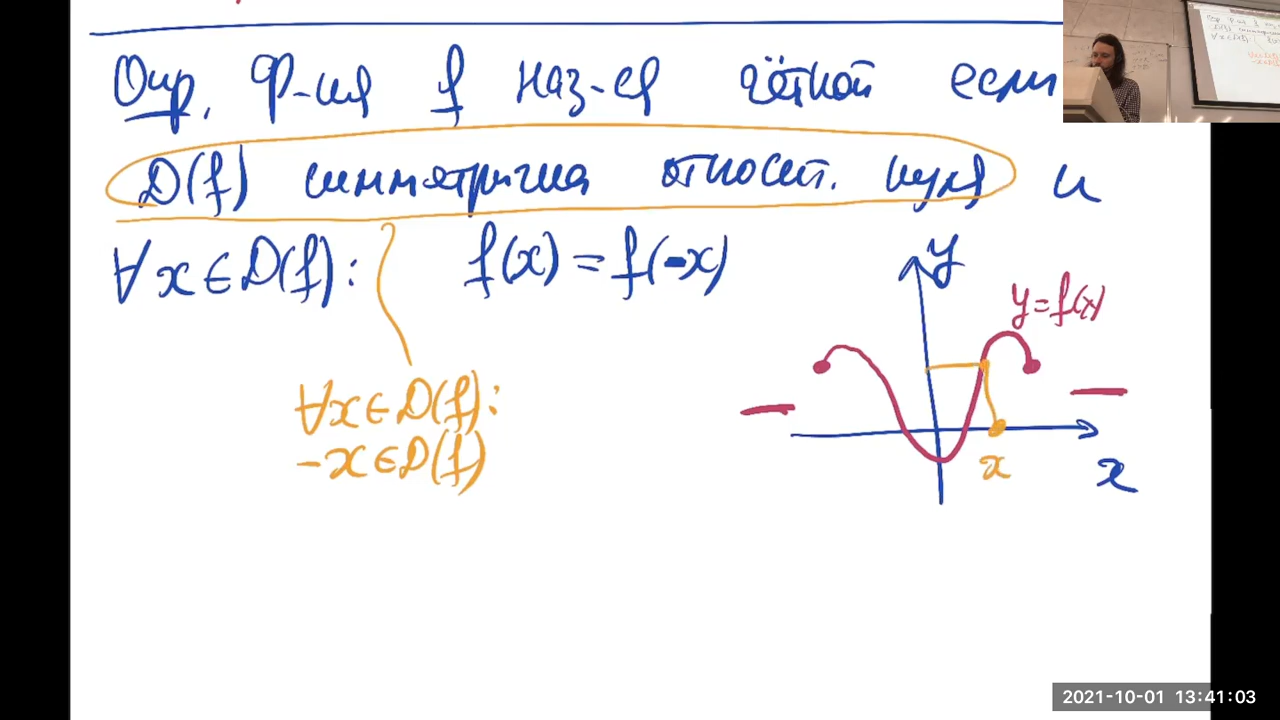 Опр. Ф-ия f наз-ся чётной если
D(f) симметрична относит. нуля и
∀x∈D(f): f(x)=f(-x)
y
y=f(x)
∀x∈D(f):
-x∈D(f)
x
x
2021-10-01 13:41:03